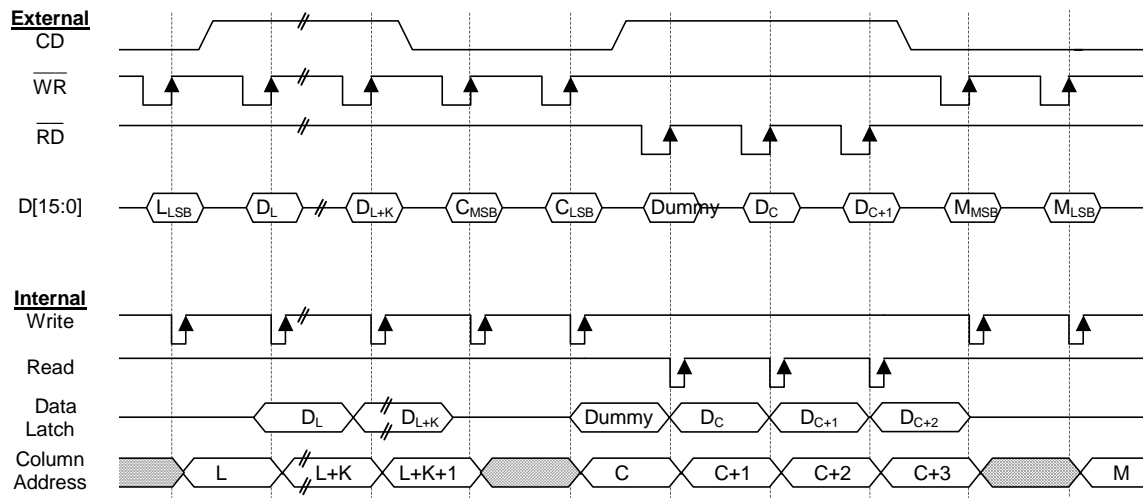 External
CD
WR
RD
D[15:0] LLSB DL DL+K CMSB CLSB Dummy DC DC+1 MMSB MLSB
Internal
Write
Read
Data Latch DL DL+K Dummy DC DC+1 DC+2
Column Address L L+K L+K+1 C C+1 C+2 C+3 M